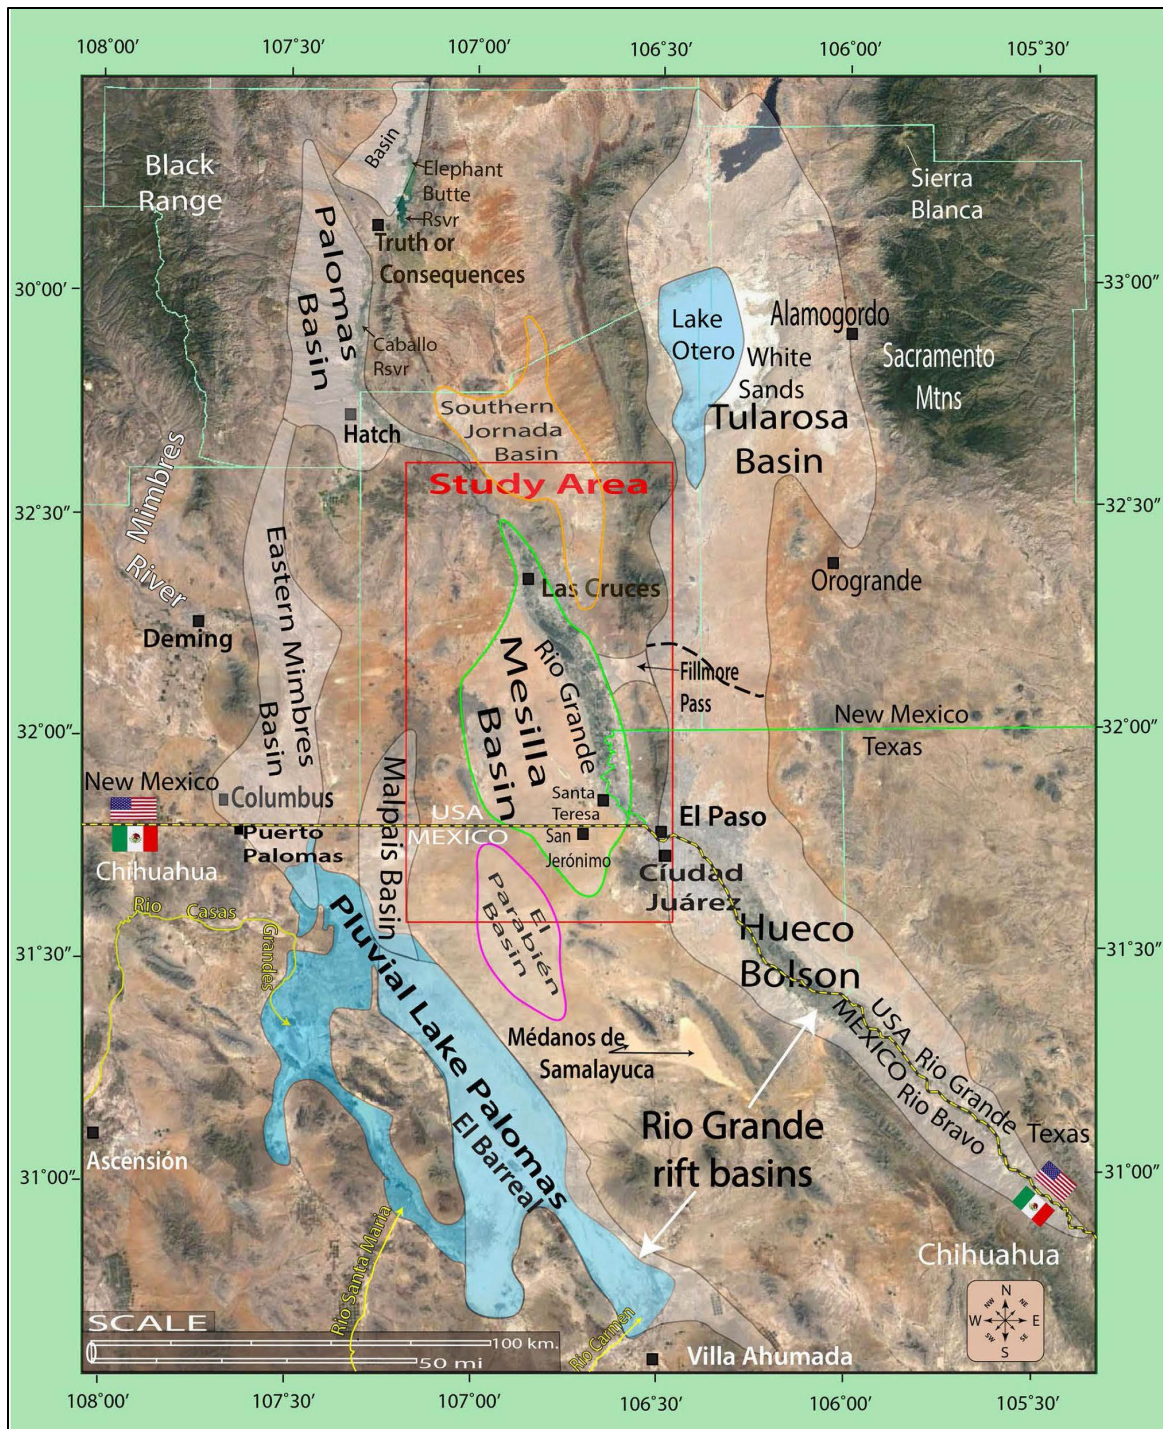 108°00'
107°30'
107°00'
106°30'
106°00'
105°30'
Black
Range
Basin
Elephant
Butte
Rsvr
Truth or
Consequences
Sierra
Blanca
Palomas
Basin
30°00'
33°00"
Caballo
Rsvr
Lake
Otero
Alamogordo
White
Sands
Sacramento
Mtns
Tularosa
Basin
Hatch
Southern
Jornada
Basin
Study Area
Mimbres
River
32°30"
32°30"
Deming
Eastern Mimbres
Basin
Las Cruces
Orogrande
Mesilla
Basin
Rio Grande
Fillmore
Pass
32°00"
32°00"
New Mexico
Texas
New Mexico
Chihuahua
Columbus
Puerto
Palomas
Malpais Basin
USA
MEXICO
Santa
Teresa
San
Jerónimo
El Paso
Cíudad
Juárez
El
Parabién
Basin
Rio Casas
Grandes
Pluvial Lake Palomas
El Barreal
Hueco
Bolson
31°30"
31°30"
Médanos de
Samalayuca
USA
MEXICO
Rio Grande
Rio Bravo
Rio Grande
rift basins
Texas
Chihuahua
Ascensión
31°00"
31°00"
Rio Santa Maria
Rio Carmen
Villa Ahumada
SCALE
100 km.
50 mi
N
NE
E
SE
S
SW
W
NW
108°00'
107°30'
107°00'
106°30'
106°00'
105°30'